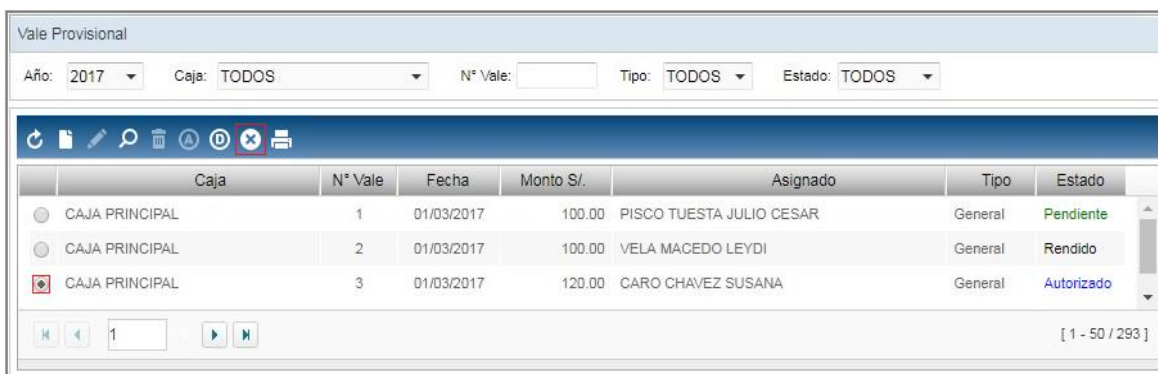 Vale Provisional
Año: 2017 Caja: TODOS N° Vale: Tipo: TODOS Estado: TODOS
A D
Caja N° Vale Fecha Monto S/. Asignado Tipo Estado
CAJA PRINCIPAL 1 01/03/2017 100.00 PISCO TUESTA JULIO CESAR General Pendiente
CAJA PRINCIPAL 2 01/03/2017 100.00 VELA MACEDO LEYDI General Rendido
CAJA PRINCIPAL 3 01/03/2017 120.00 CARO CHAVEZ SUSANA General Autorizado
1 [ 1 - 50 / 293 ]